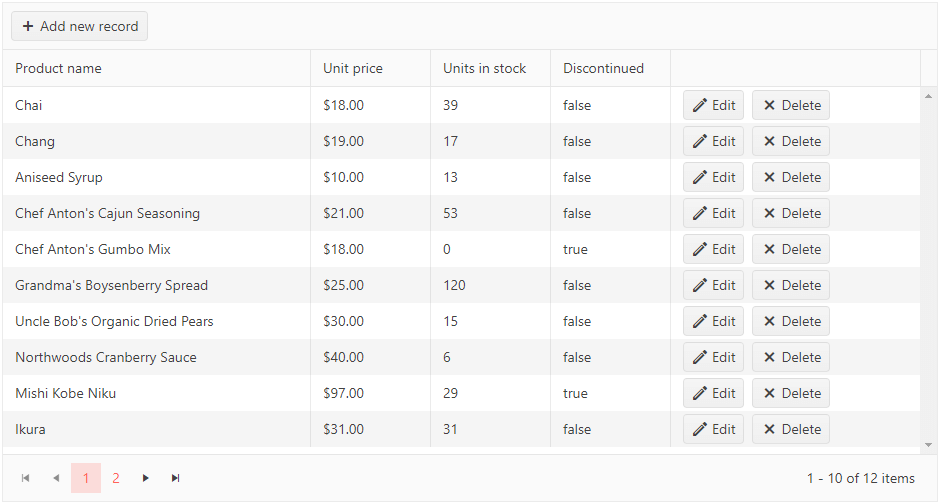 Add new record
Product name Unit price Units in stock Discontinued
Chai $18.00 39 false Edit Delete
Chang $19.00 17 false Edit Delete
Aniseed Syrup $10.00 13 false Edit Delete
Chef Anton's Cajun Seasoning $21.00 53 false Edit Delete
Chef Anton's Gumbo Mix $18.00 0 true Edit Delete
Grandma's Boysenberry Spread $25.00 120 false Edit Delete
Uncle Bob's Organic Dried Pears $30.00 15 false Edit Delete
Northwoods Cranberry Sauce $40.00 6 false Edit Delete
Mishi Kobe Niku $97.00 29 true Edit Delete
Ikura $31.00 31 false Edit Delete
1 2 1 - 10 of 12 items